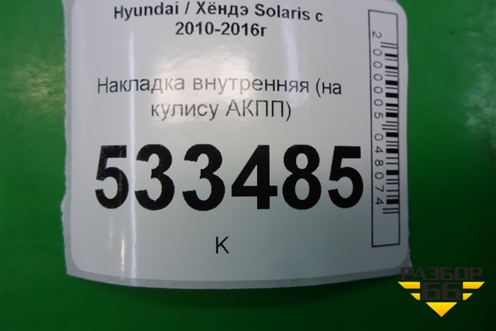 Hyundai / Хёндэ Solaris с
2010-2016г
Накладка внутренняя (на
кулису АКПП)
533485
К
2000005048074
РАЗБОР
66